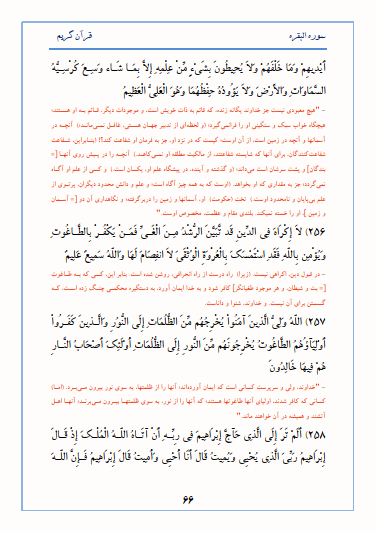 سوره البقره
قرآن کریم
أَيْدِيهِمْ وَمَا خَلْفَهُمْ وَلاَ يُحِيطُونَ بِشَيْءٍ مِّنْ عِلْمِهِ إِلاَّ بِمَا شَاء وَسِعَ كُرْسِيُّهُ
السَّمَاوَاتِ وَالأَرْضَ وَلاَ يَؤُودُهُ حِفْظُهُمَا وَهُوَ الْعَلِيُّ الْعَظِيمُ
- "هیچ معبودی نیست جز خداوند یگانه زنده، که قائم به ذات خویش است، و موجودات دیگر، قائم به او هستند؛
هیچگاه خواب سبک و سنگینی او را فرانمی‌گیرد؛ (و لحظه‌ای از تدبیر جهان هستی، غافل نمی‌ماند؛) آنچه در
آسمانها و آنچه در زمین است، از آن اوست؛ کیست که در نزد او، جز به فرمان او شفاعت کند؟! (بنابراین، شفاعت
شفاعت‌کنندگان، برای آنها که شایسته شفاعتند، از مالکیت مطلقه او نمی‌کاهد.) آنچه را در پیش روی آنها [=
بندگان] و پشت سرشان است می‌داند؛ (و گذشته و آینده، در پیشگاه علم او، یکسان است.) و کسی از علم او آگاه
نمی‌گردد؛ جز به مقداری که او بخواهد. (اوست که به همه چیز آگاه است؛ و علم و دانش محدود دیگران، پرتوی از
علم بی‌پایان و نامحدود اوست.) تخت (حکومت) او، آسمانها و زمین را دربرگرفته؛ و نگاهداری آن دو [= آسمان
و زمین]، او را خسته نمیکند. بلندی مقام و عظمت، مخصوص اوست."
٢٥٦) لاَ إِكْرَاهَ فِي الدِّينِ قَد تَّبَيَّنَ الرُّشْدُ مِنَ الْغَيِّ فَمَنْ يَكْفُرْ بِالطَّاغُوتِ
وَيُؤْمِن بِاللّهِ فَقَدِ اسْتَمْسَكَ بِالْعُرْوَةِ الْوُثْقَىَ لاَ انفِصَامَ لَهَا وَاللّهُ سَمِيعٌ عَلِيمٌ
- در قبول دین، اکراهی نیست. (زیرا) راه درست از راه انحرافی، روشن شده است. بنابر این، کسی که به طاغوت
[= بت و شیطان، و هر موجود طغیانگر] کافر شود و به خدا ایمان آورد، به دستگیره محکمی چنگ زده است، که
گسستن برای آن نیست. و خداوند، شنوا و داناست.
٢٥٧) اللّهُ وَلِيُّ الَّذِينَ آمَنُواْ يُخْرِجُهُم مِّنَ الظُّلُمَاتِ إِلَى النُّوُرِ وَالَّذِينَ كَفَرُواْ
أَوْلِيَآؤُهُمُ الطَّاغُوتُ يُخْرِجُونَهُم مِّنَ النُّورِ إِلَى الظُّلُمَاتِ أُوْلَئِكَ أَصْحَابُ النَّارِ
هُمْ فِيهَا خَالِدُونَ
- "خداوند، ولی و سرپرست کسانی است که ایمان آورده‌اند؛ آنها را از ظلمتها، به سوی نور بیرون می‌برد. (اما)
کسانی که کافر شدند، اولیای آنها طاغوتها هستند؛ که آنها را از نور، به سوی ظلمتها بیرون می‌برند؛ آنها اهل
آتشند و همیشه در آن خواهند ماند."
٢٥٨) أَلَمْ تَرَ إِلَى الَّذِي حَآجَّ إِبْرَاهِيمَ فِي رِبِّهِ أَنْ آتَاهُ اللّهُ الْمُلْكَ إِذْ قَالَ
إِبْرَاهِيمُ رَبِّيَ الَّذِي يُحْيِي وَيُمِيتُ قَالَ أَنَا أُحْيِي وَأُمِيتُ قَالَ إِبْرَاهِيمُ فَإِنَّ اللّهَ
۶۶